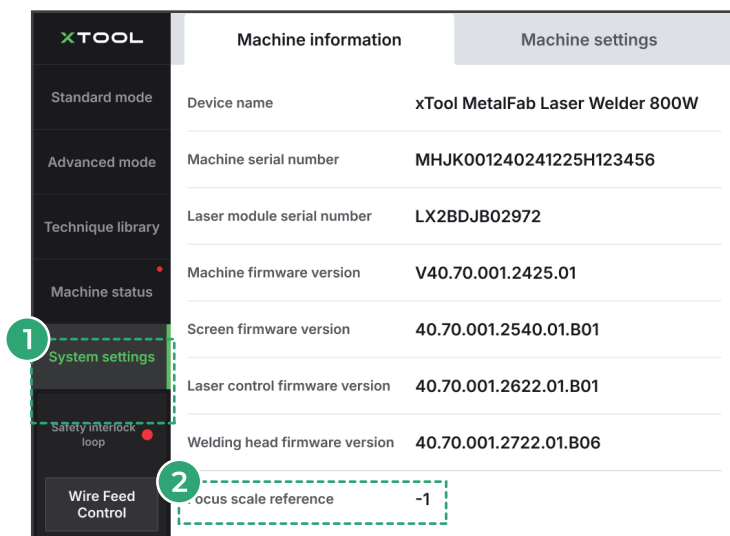 XTOOL
Machine information
Machine settings
Standard mode
Advanced mode
Technique library
Machine status
1
System settings
Safety interlock
loop
Wire Feed
Control
Device name
xTool MetalFab Laser Welder 800W
Machine serial number
MHJK001240241225H123456
Laser module serial number
LX2BDJB02972
Machine firmware version
V40.70.001.2425.01
Screen firmware version
40.70.001.2540.01.B01
Laser control firmware version
40.70.001.2622.01.B01
Welding head firmware version
40.70.001.2722.01.B06
2
Focus scale reference
-1